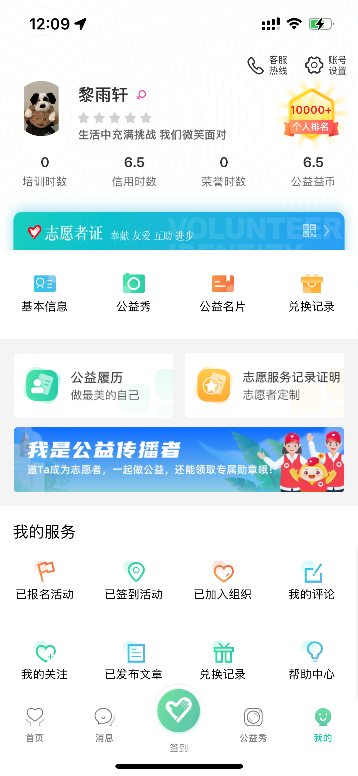 12:09
客服热线
账号设置
黎雨轩
生活中充满挑战 我们微笑面对
10000+
个人排名
0
6.5
0
6.5
培训时数
信用时数
荣誉时数
公益益币
志愿者证 奉献 友爱 互助 进步
VOLUNTEER
IDENTITY
基本信息
公益秀
公益名片
兑换记录
公益履历
做最美的自己
志愿服务记录证明
志愿者定制
我是公益传播者
邀Ta成为志愿者，一起做公益，还能领取专属勋章哦！
我的服务
已报名活动
已签到活动
已加入组织
我的评论
我的关注
已发布文章
兑换记录
帮助中心
首页
消息
签到
公益秀
我的